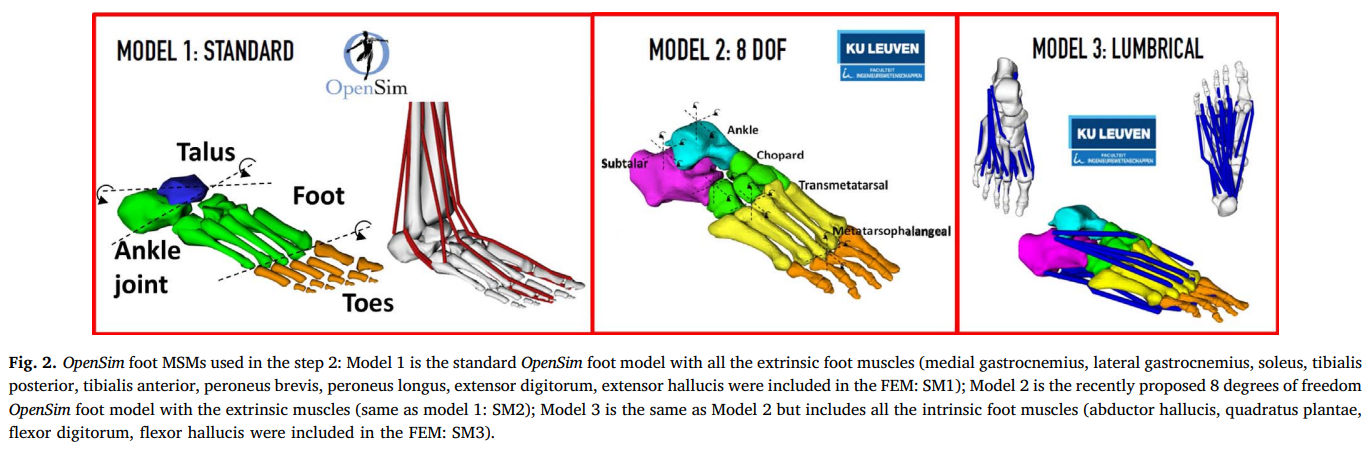 MODEL 1: STANDARD
OpenSim
Talus
Foot
Ankle
joint
Toes
MODEL 2: 8 DOF
KU LEUVEN
FACULTEIT
INGENIEURSWETENSCHAPPEN
Ankle
Subtalar
Chopard
Transmetatarsal
Metatarsophalangeal
MODEL 3: LUMBRICAL
KU LEUVEN
FACULTEIT
INGENIEURSWETENSCHAPPEN
Fig. 2. OpenSim foot MSMs used in the step 2: Model 1 is the standard OpenSim foot model with all the extrinsic foot muscles (medial gastrocnemius, lateral gastrocnemius, soleus, tibialis
posterior, tibialis anterior, peroneus brevis, peroneus longus, extensor digitorum, extensor hallucis were included in the FEM: SM1); Model 2 is the recently proposed 8 degrees of freedom
OpenSim foot model with the extrinsic muscles (same as model 1: SM2); Model 3 is the same as Model 2 but includes all the intrinsic foot muscles (abductor hallucis, quadratus plantae,
flexor digitorum, flexor hallucis were included in the FEM: SM3).